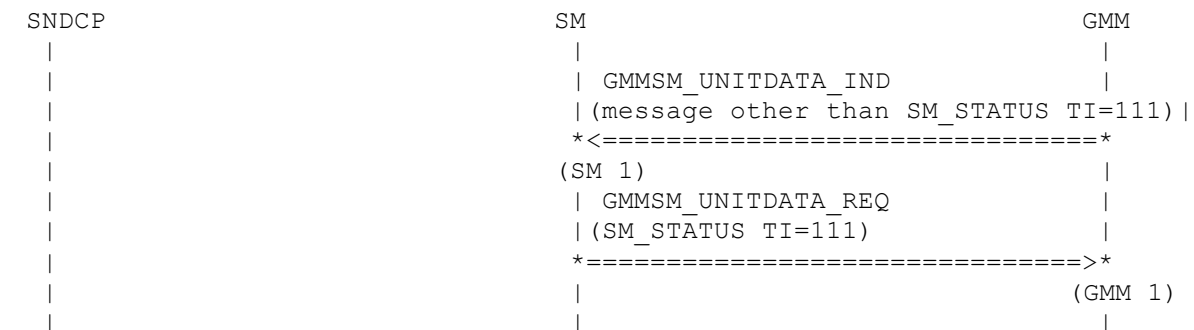 SNDCP SM GMM
| | |
| | GMMSM_UNITDATA_IND |
| |(message other than SM_STATUS TI=111)|
| *<===============================* 
| (SM 1) |
| | GMMSM_UNITDATA_REQ |
| |(SM_STATUS TI=111) |
| *================================>*
| | (GMM 1)
| | |